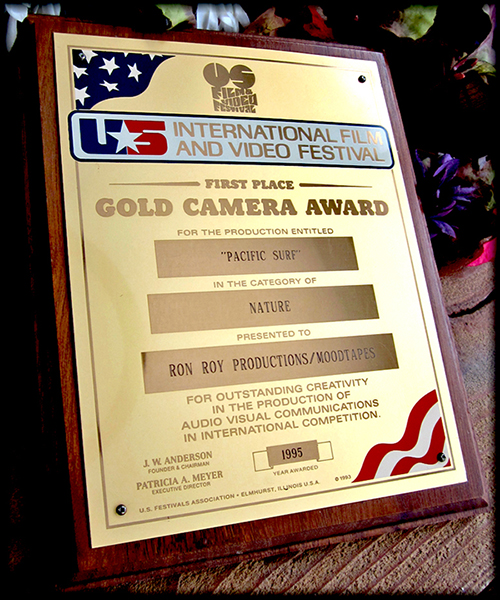 US
FILM &
VIDEO
FESTIVAL
US INTERNATIONAL FILM
AND VIDEO FESTIVAL
FIRST PLACE
GOLD CAMERA AWARD
FOR THE PRODUCTION ENTITLED
"PACIFIC SURF"
IN THE CATEGORY OF
NATURE
PRESENTED TO
RON ROY PRODUCTIONS/MOODTAPES
FOR OUTSTANDING CREATIVITY
IN THE PRODUCTION OF
AUDIO VISUAL COMMUNICATIONS
IN INTERNATIONAL COMPETITION.
J. W. ANDERSON
FOUNDER & CHAIRMAN
PATRICIA A. MEYER
EXECUTIVE DIRECTOR
1995
YEAR AWARDED
U.S. FESTIVALS ASSOCIATION • ELMHURST, ILLINOIS U.S.A.
© 1993